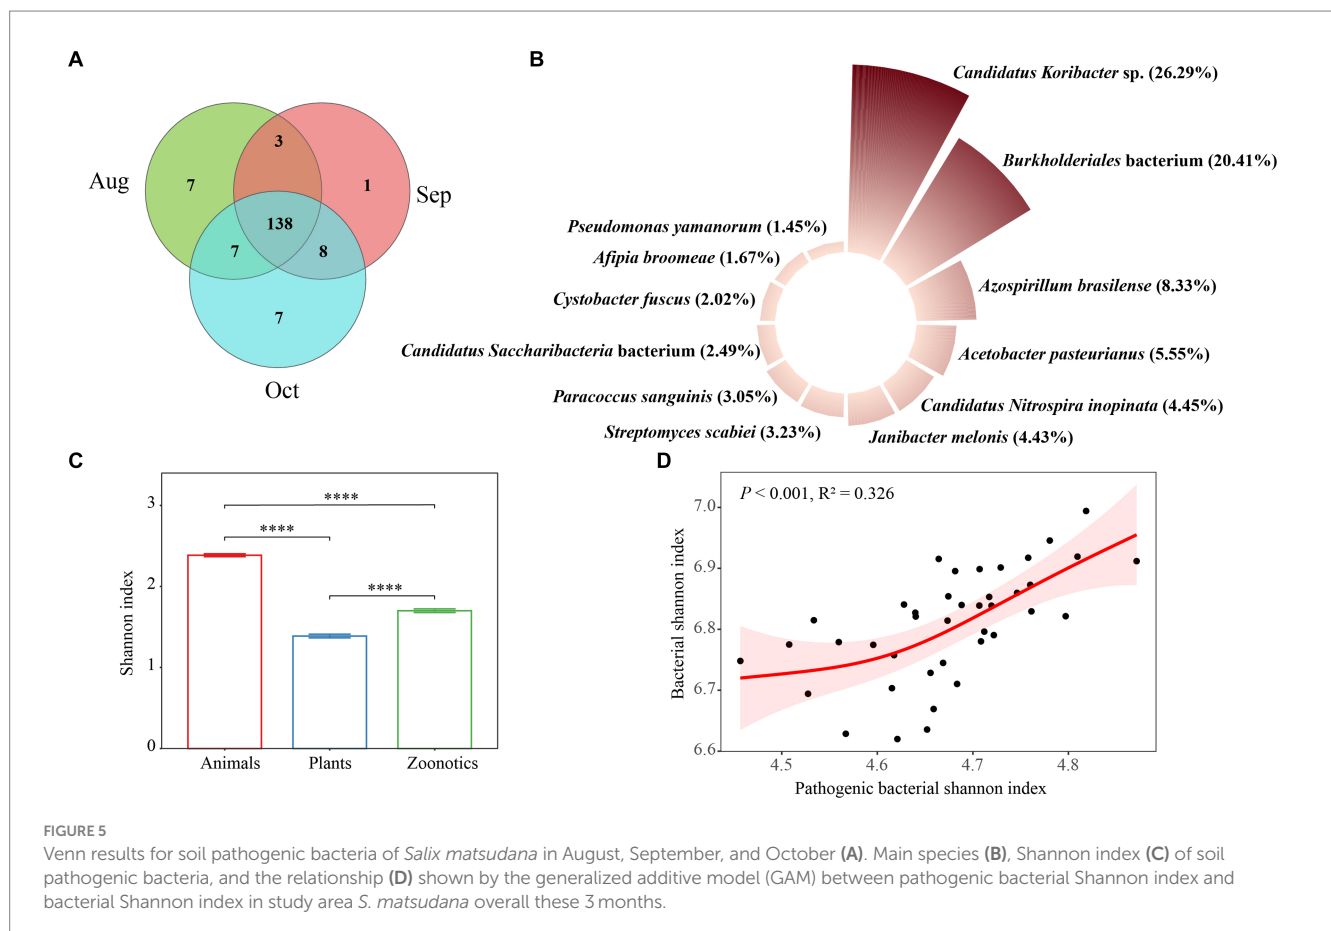 A
Aug
Sep
Oct
7
3
1
138
7
8
7
B
Candidatus Koribacter sp. (26.29%)
Burkholderiales bacterium (20.41%)
Azospirillum brasilense (8.33%)
Acetobacter pasteurianus (5.55%)
Candidatus Nitrospira inopinata (4.45%)
Janibacter melonis (4.43%)
Streptomyces scabiei (3.23%)
Paracoccus sanguinis (3.05%)
Candidatus Saccharibacteria bacterium (2.49%)
Cystobacter fuscus (2.02%)
Afipia broomeae (1.67%)
Pseudomonas yamanorum (1.45%)
C
Shannon index
3
2
1
0
****
****
****
Animals Plants Zoonotics
D
P < 0.001, R² = 0.326
Bacterial shannon index
7.0
6.9
6.8
6.7
6.6
4.5 4.6 4.7 4.8
Pathogenic bacterial shannon index
FIGURE 5
Venn results for soil pathogenic bacteria of Salix matsudana in August, September, and October (A). Main species (B), Shannon index (C) of soil
pathogenic bacteria, and the relationship (D) shown by the generalized additive model (GAM) between pathogenic bacterial Shannon index and
bacterial Shannon index in study area S. matsudana overall these 3 months.